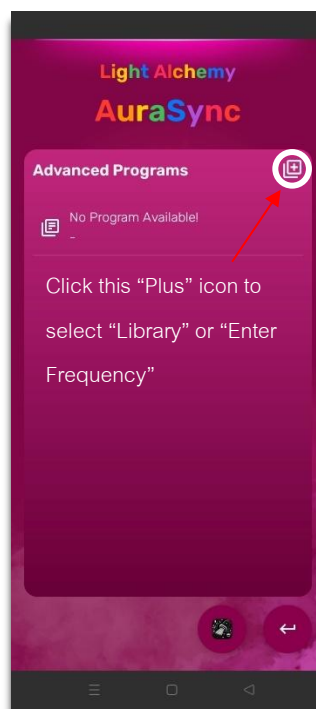 Light Alchemy
AuraSync
Advanced Programs
No Program Available!
–
Click this “Plus” icon to
select “Library” or “Enter
Frequency”